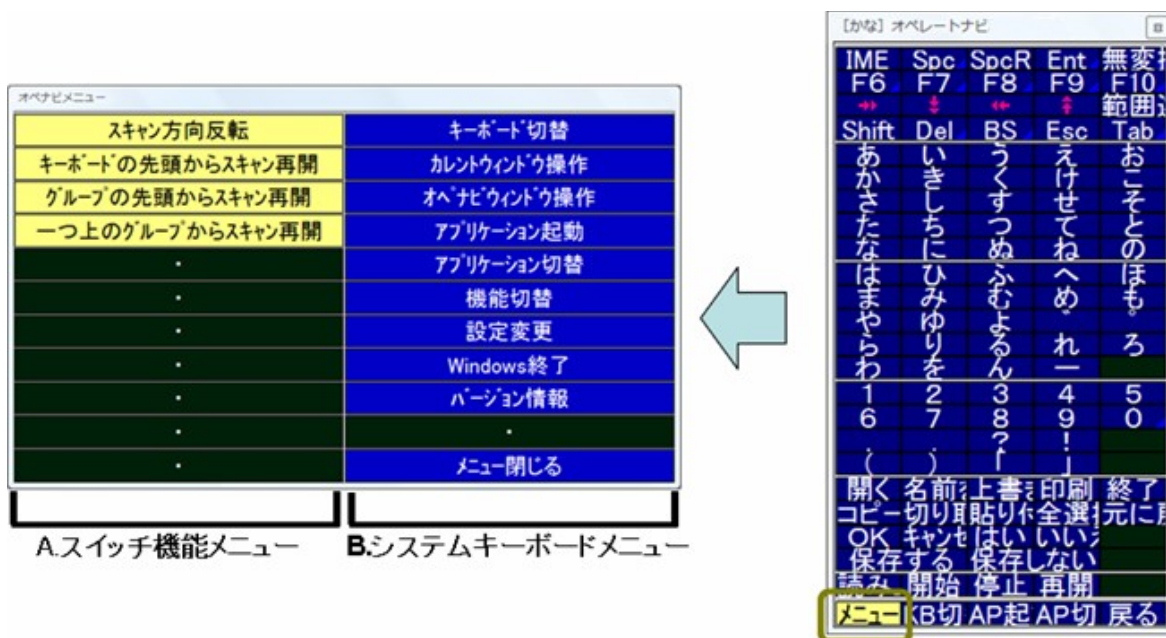 オペナビメニュー
スキャン方向反転
キーボードの先頭からスキャン再開
グループの先頭からスキャン再開
一つ上のグループからスキャン再開
・
・
・
・
・
・
・
キーボード切替
カレントウィンドウ操作
オペナビウィンドウ操作
アプリケーション起動
アプリケーション切替
機能切替
設定変更
Windows終了
バージョン情報
・
メニュー閉じる
A.スイッチ機能メニュー
B.システムキーボードメニュー
[かな] オペレートナビ
IME Spc SpcR Ent 無変
F6 F7 F8 F9 F10
範囲
Shift Del BS Esc Tab
あ い う え お
か き く け こ
さ し す せ そ
た ち つ て と
な に ぬ ね の
は ひ ふ へ ほ
ま み む め も
や ゆ よ ゛ ゜
ら り る れ ろ
わ を ん ー
1 2 3 4 5
6 7 8 9 0
. . ? !
( ) 「 」
開く 名前 上書 印刷 終了
コピー 切り 貼り 全選 元に
OK キャンセ はい いい
保存する 保存しない
読み 開始 停止 再開
メニュー KB切 AP起 AP切 戻る